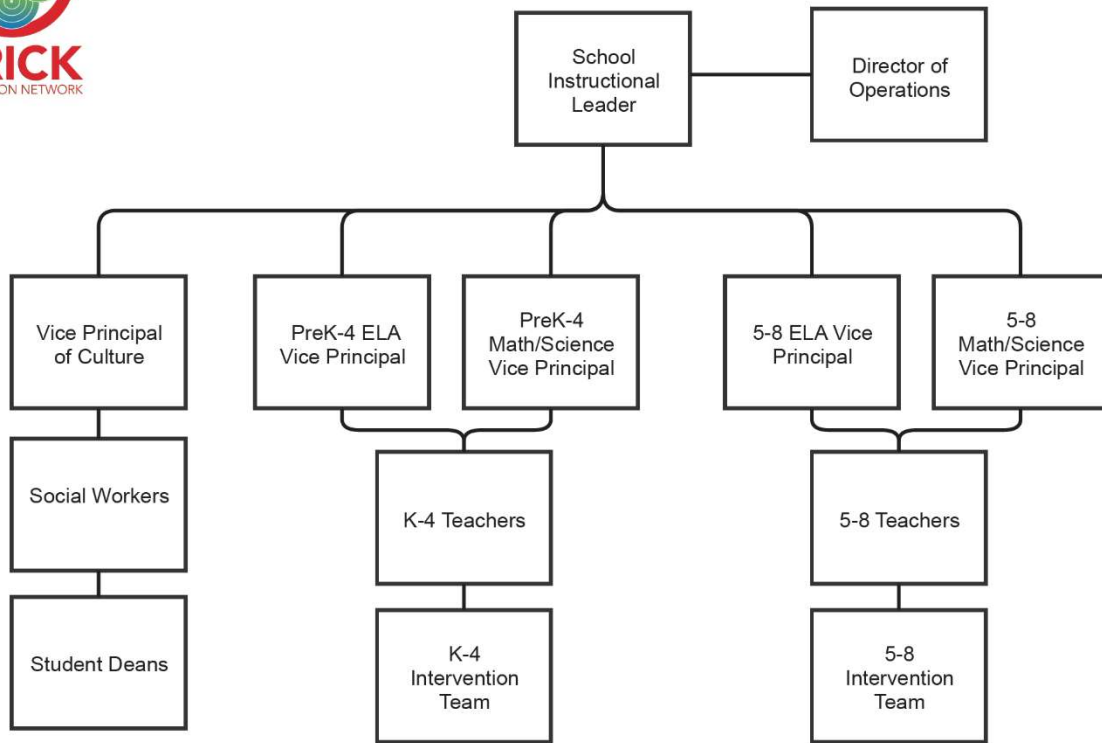 RICK
ON NETWORK
School
Instructional
Leader
Director of
Operations
Vice Principal
of Culture
PreK-4 ELA
Vice Principal
PreK-4
Math/Science
Vice Principal
5-8 ELA Vice
Principal
5-8
Math/Science
Vice Principal
Social Workers
K-4 Teachers
5-8 Teachers
Student Deans
K-4
Intervention
Team
5-8
Intervention
Team